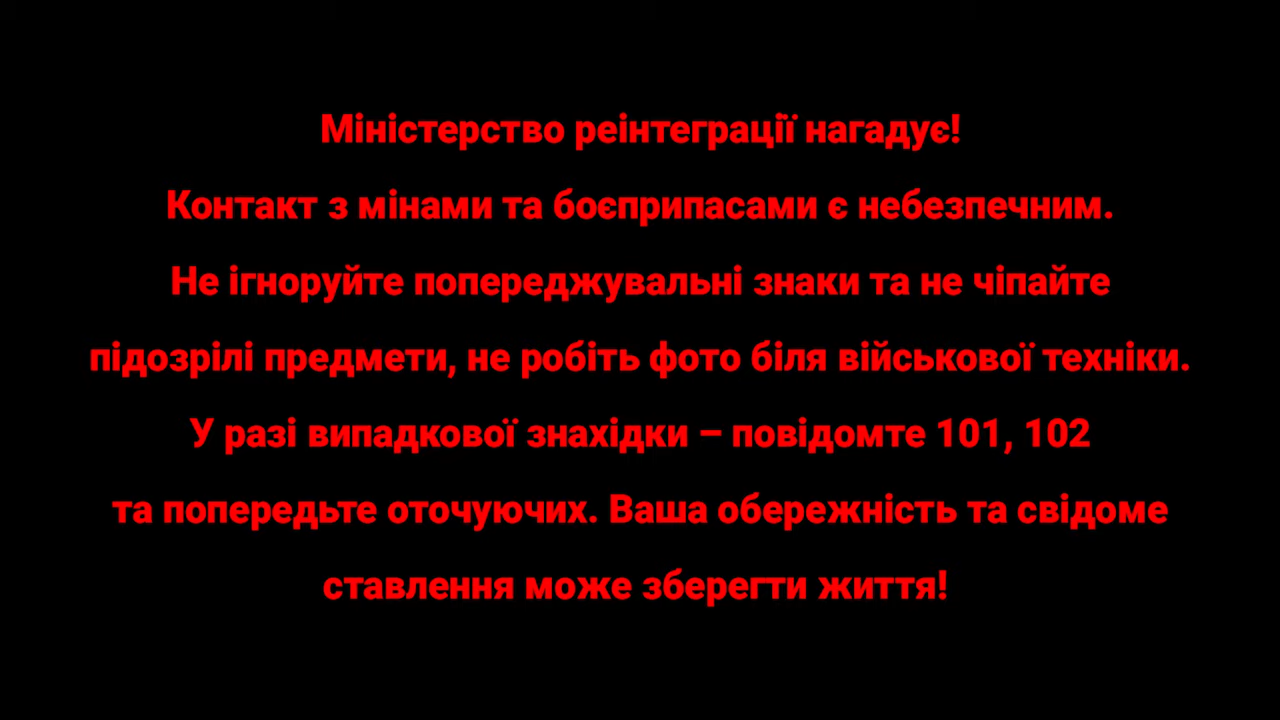 Міністерство реінтеграції нагадує!
Контакт з мінами та боєприпасами є небезпечним.
Не ігноруйте попереджувальні знаки та не чіпайте
підозрілі предмети, не робіть фото біля військової техніки.
У разі випадкової знахідки – повідомте 101, 102
та попередьте оточуючих. Ваша обережність та свідоме
ставлення може зберегти життя!